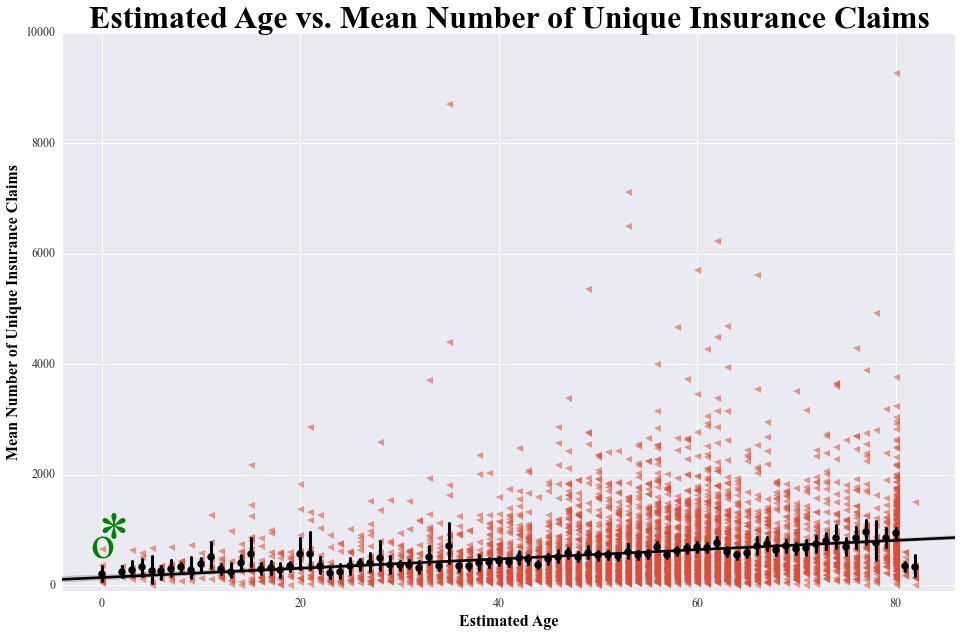 Estimated Age vs. Mean Number of Unique Insurance Claims
10000
8000
6000
4000
2000
0
Mean Number of Unique Insurance Claims
o*
0 20 40 60 80
Estimated Age